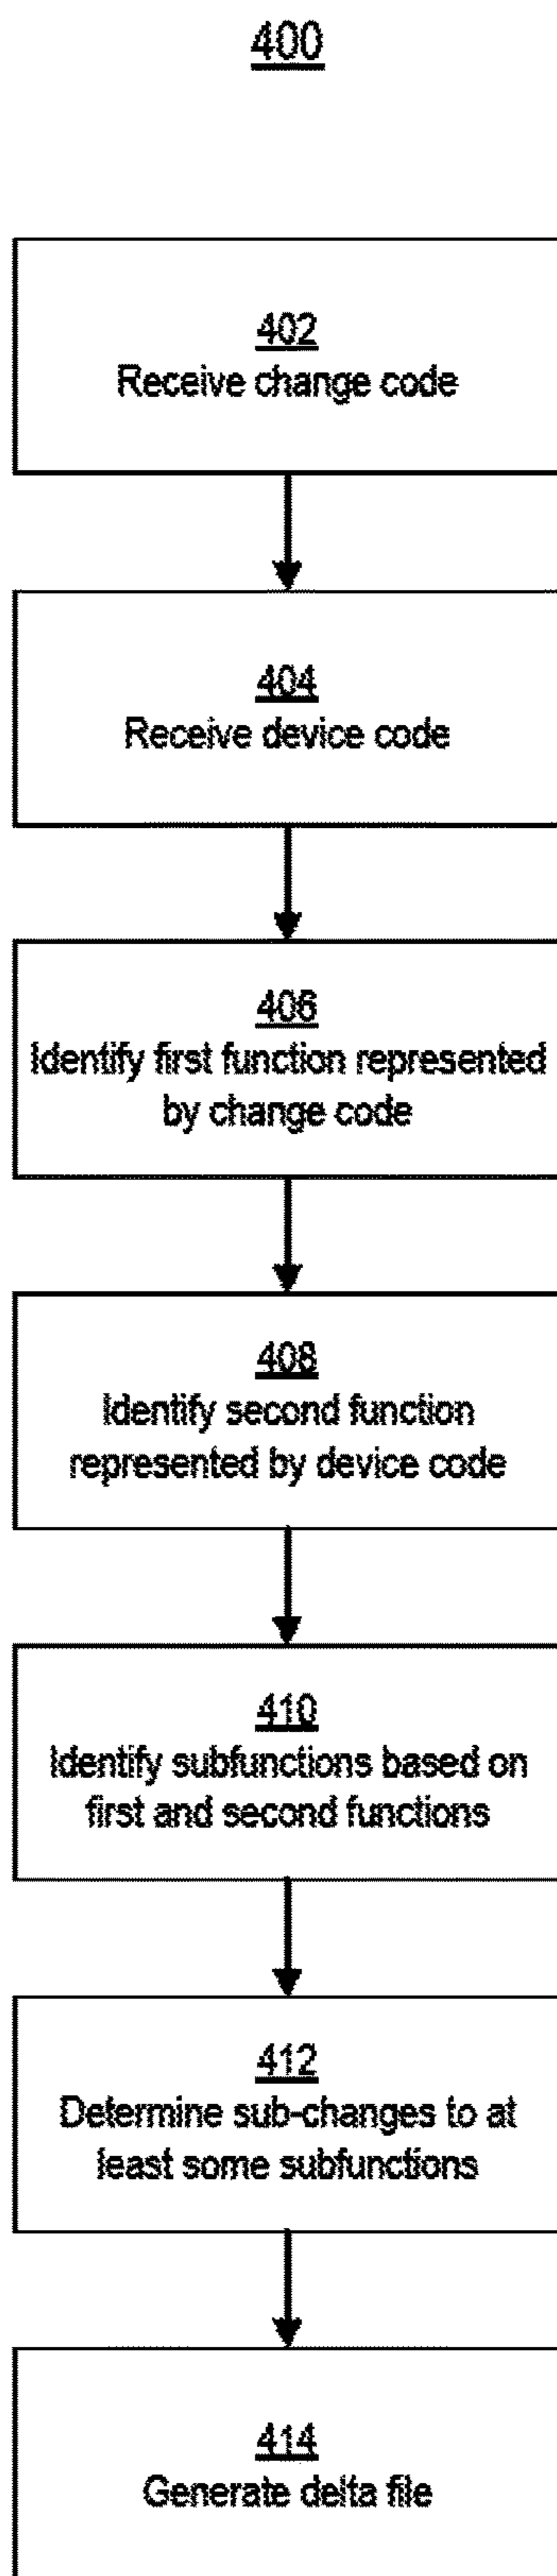 400
402
Receive change code
404
Receive device code
406
Identify first function represented
by change code
408
Identify second function
represented by device code
410
Identify subfunctions based on
first and second functions
412
Determine sub-changes to at
least some subfunctions
414
Generate delta file